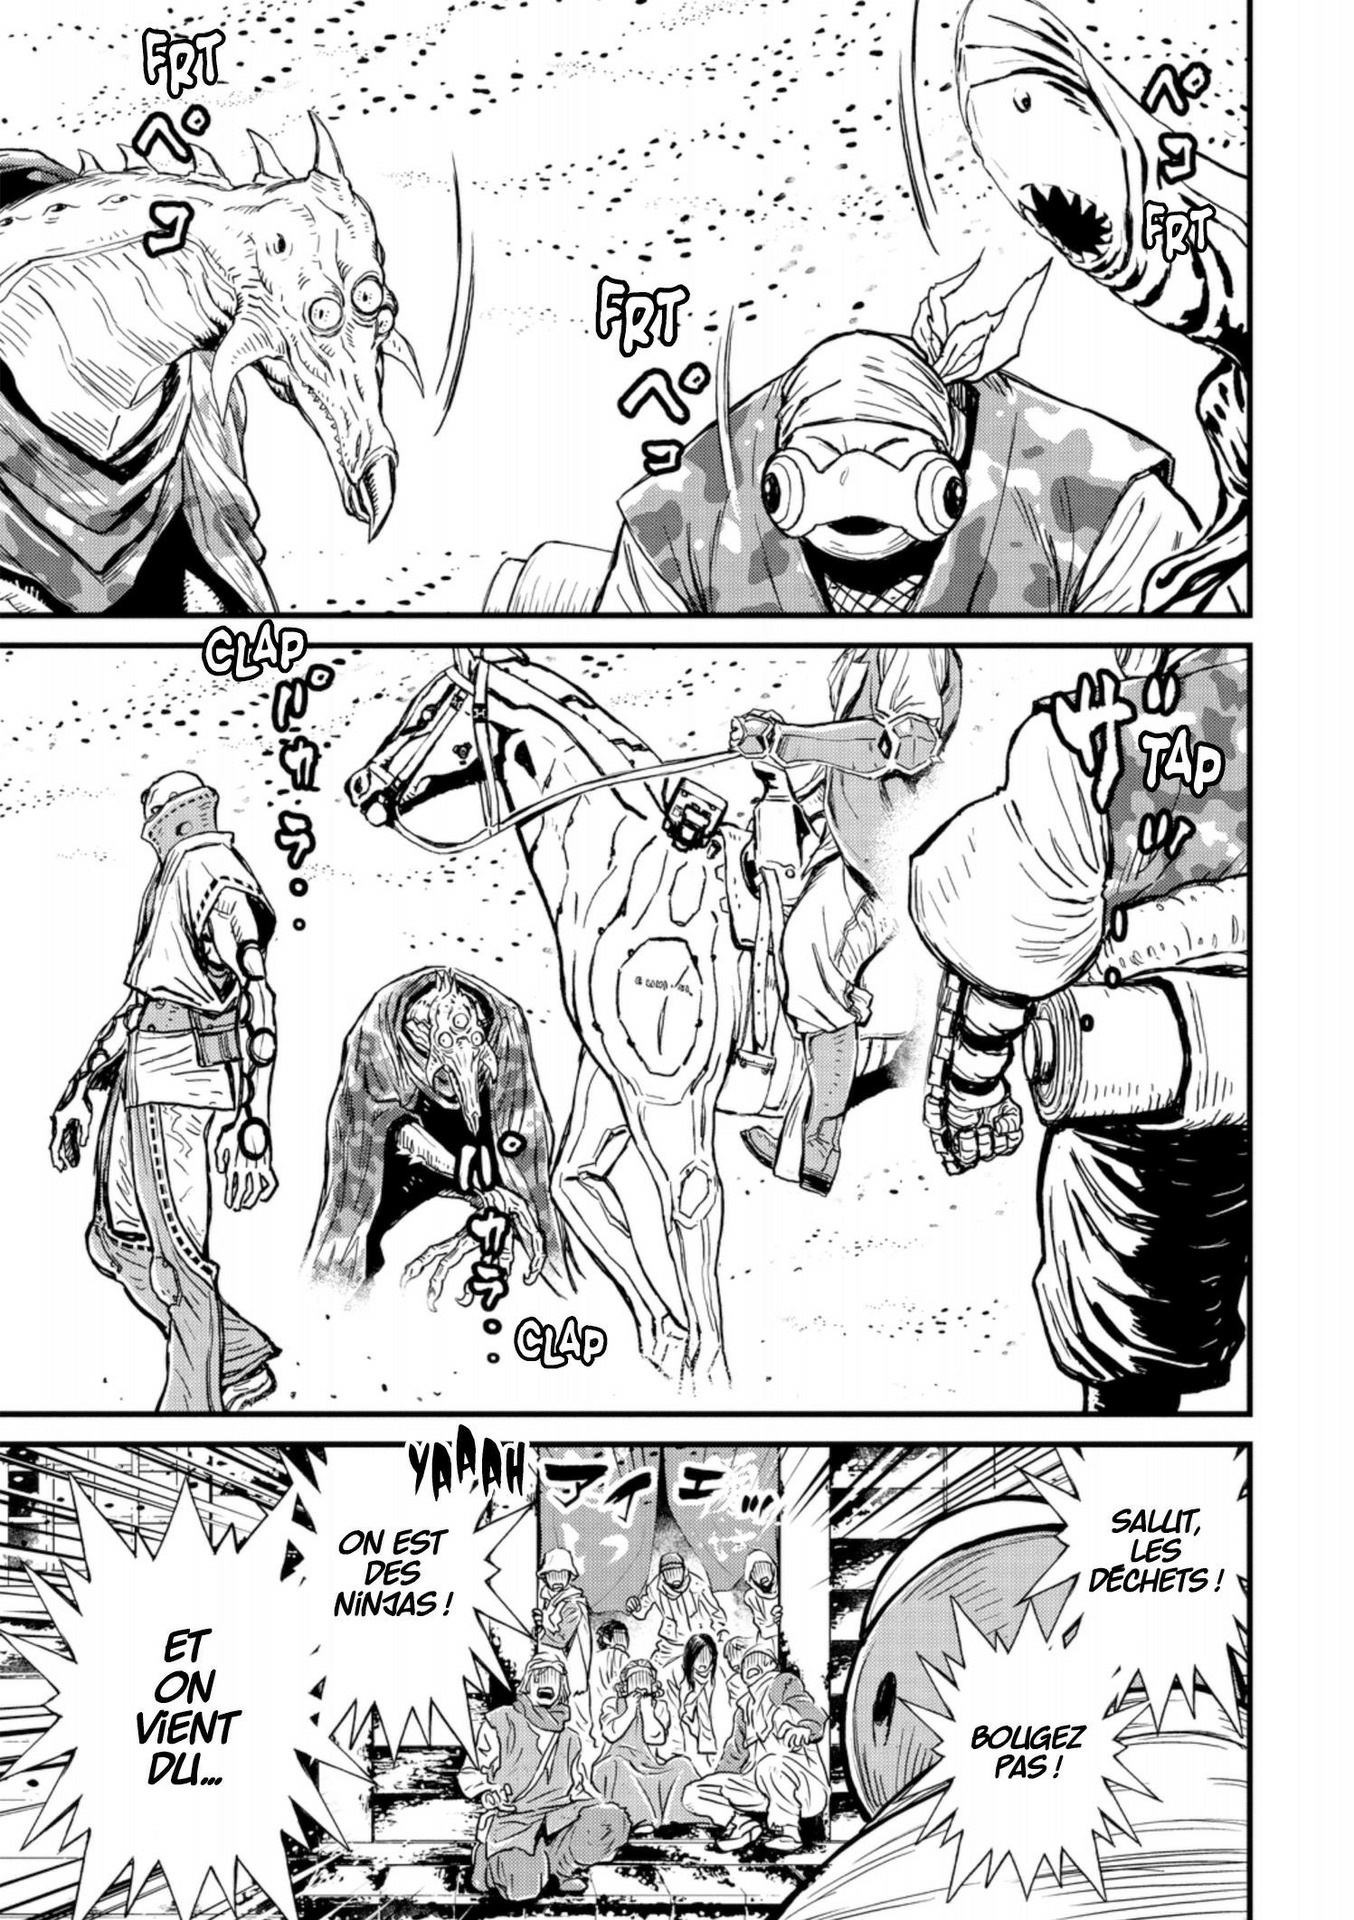 ペコ
FRT
FRT
ペコ
FRT
ペコ
FRT
ザッ
TAP
CLAP
パカラ・・
パカラ・・
CLAP
SALUT,
LES
DÉCHETS !
BOUGEZ
PAS !
アイエ...
YAAAH
ON EST
DES
NINJAS !
ET
ON
VIENT
DU...